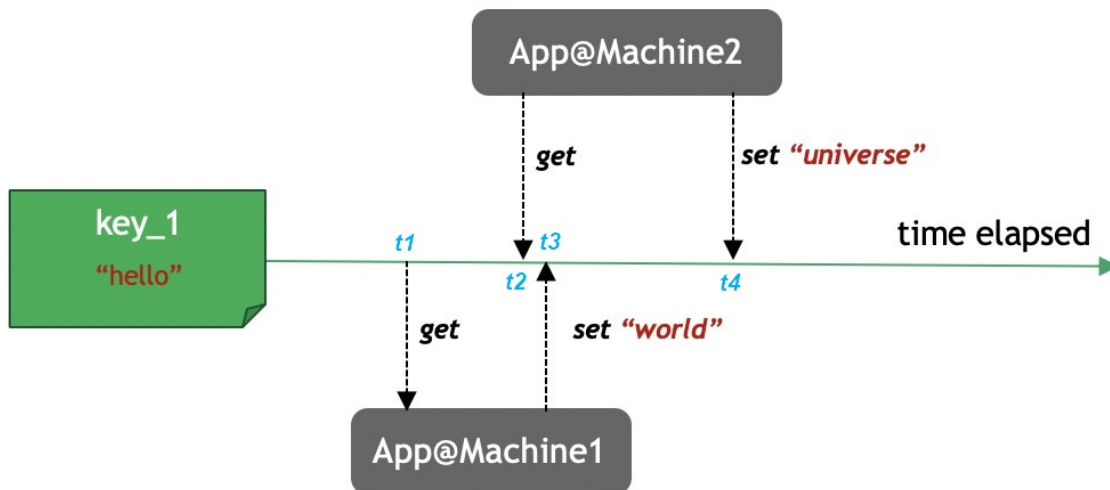 App@Machine2
get
set “universe”
key_1
“hello”
t1
t3
time elapsed
t2
t4
get
set “world”
App@Machine1